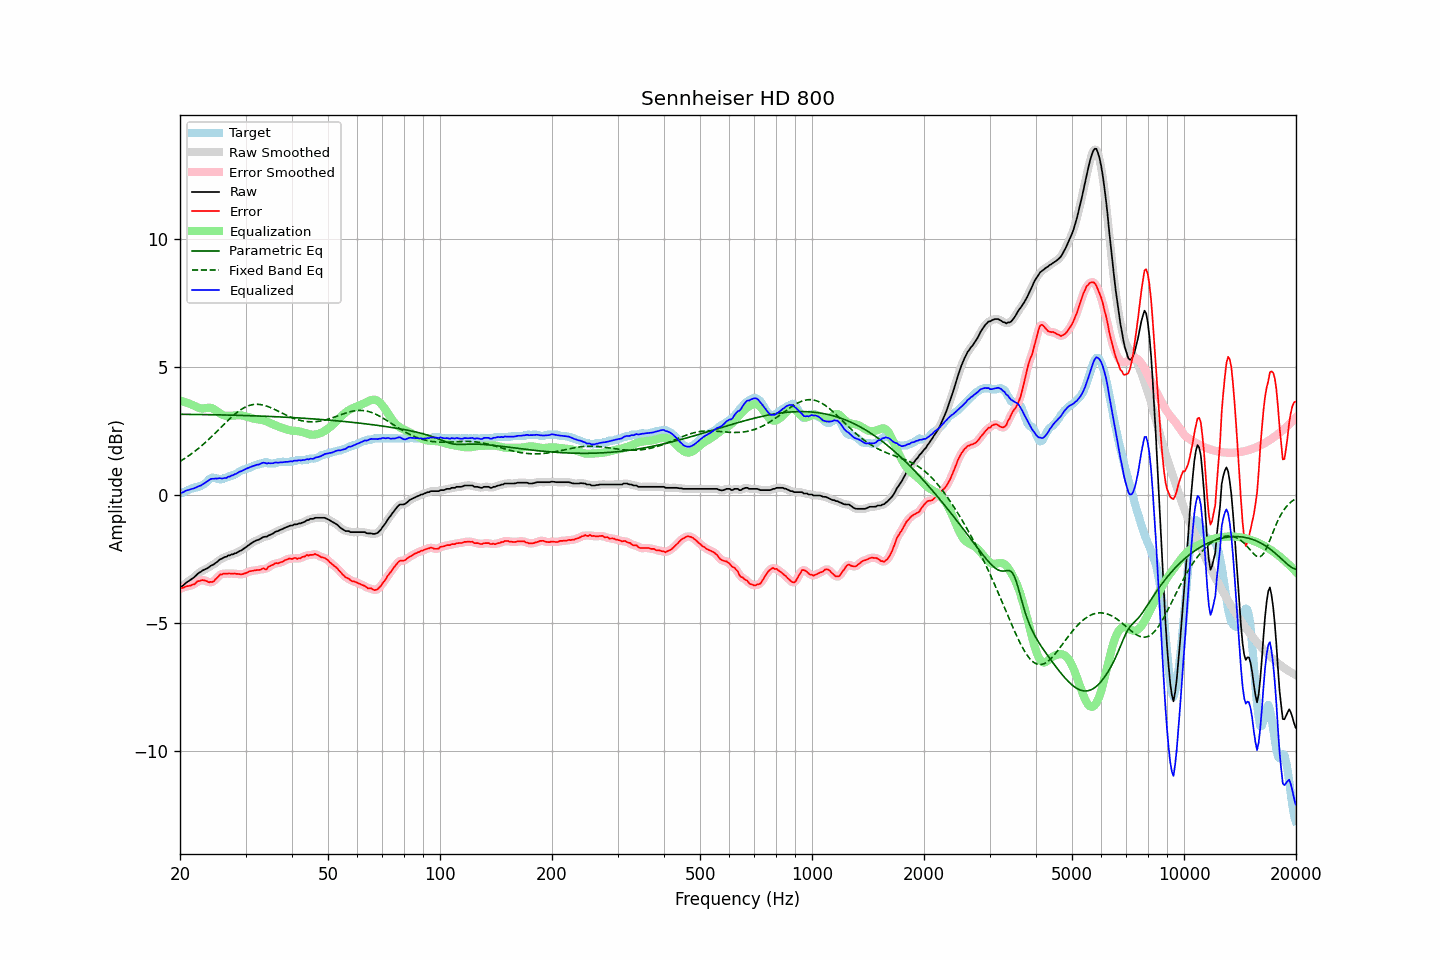 Sennheiser HD 800
Target
Raw Smoothed
Error Smoothed
Raw
Error
Equalization
Parametric Eq
Fixed Band Eq
Equalized
Amplitude (dBr)
10
5
0
−5
−10
20 50 100 200 500 1000 2000 5000 10000 20000
Frequency (Hz)